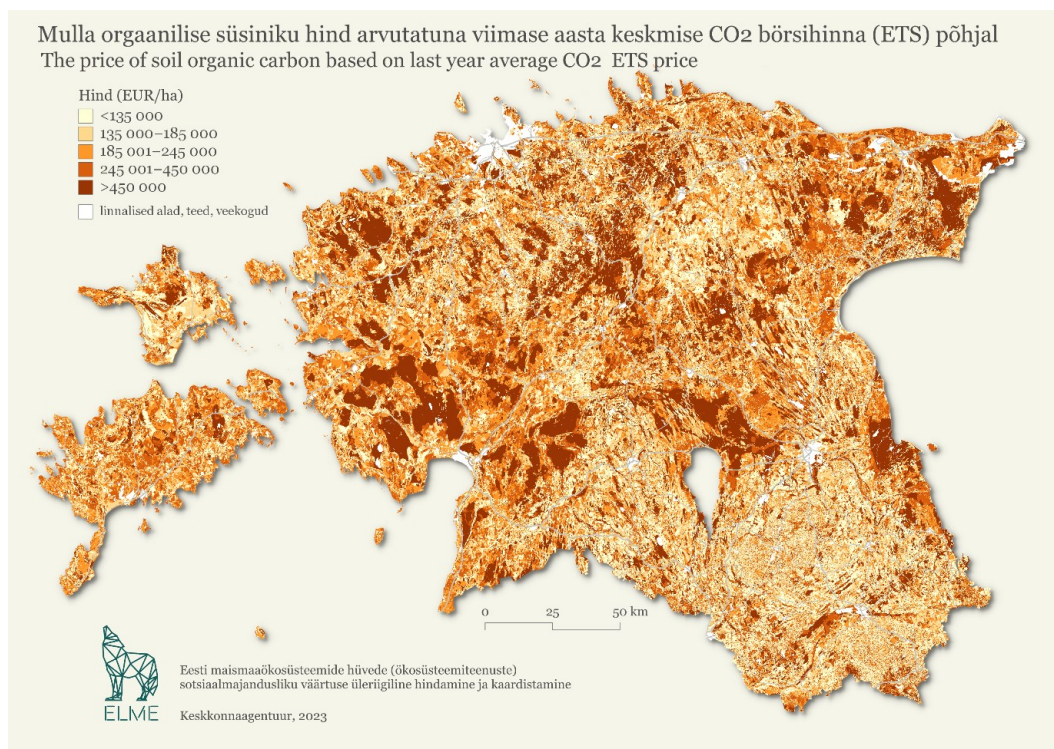 Mulla orgaanilise süsiniku hind arvutatuna viimase aasta keskmise CO2 börsihinna (ETS) põhjal
The price of soil organic carbon based on last year average CO2 ETS price
Hind (EUR/ha)
<135 000
135 000–185 000
185 001–245 000
245 001–450 000
>450 000
linnalised alad, teed, veekogud
0 25 50 km
Eesti maismaaökosüsteemide hüvede (ökosüsteemiteenuste)
sotsiaalmajandusliku väärtuse üleriigiline hindamine ja kaardistamine
ELME
Keskkonnaagentuur, 2023